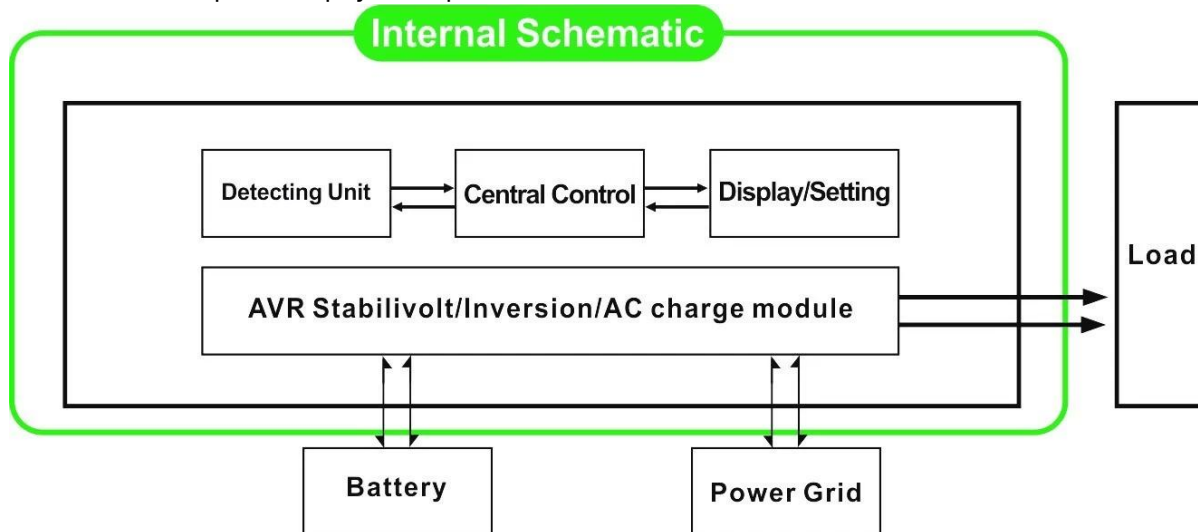 Internal Schematic
Detecting Unit
Central Control
Display/Setting
Load
AVR Stabilivolt/Inversion/AC charge module
Battery
Power Grid